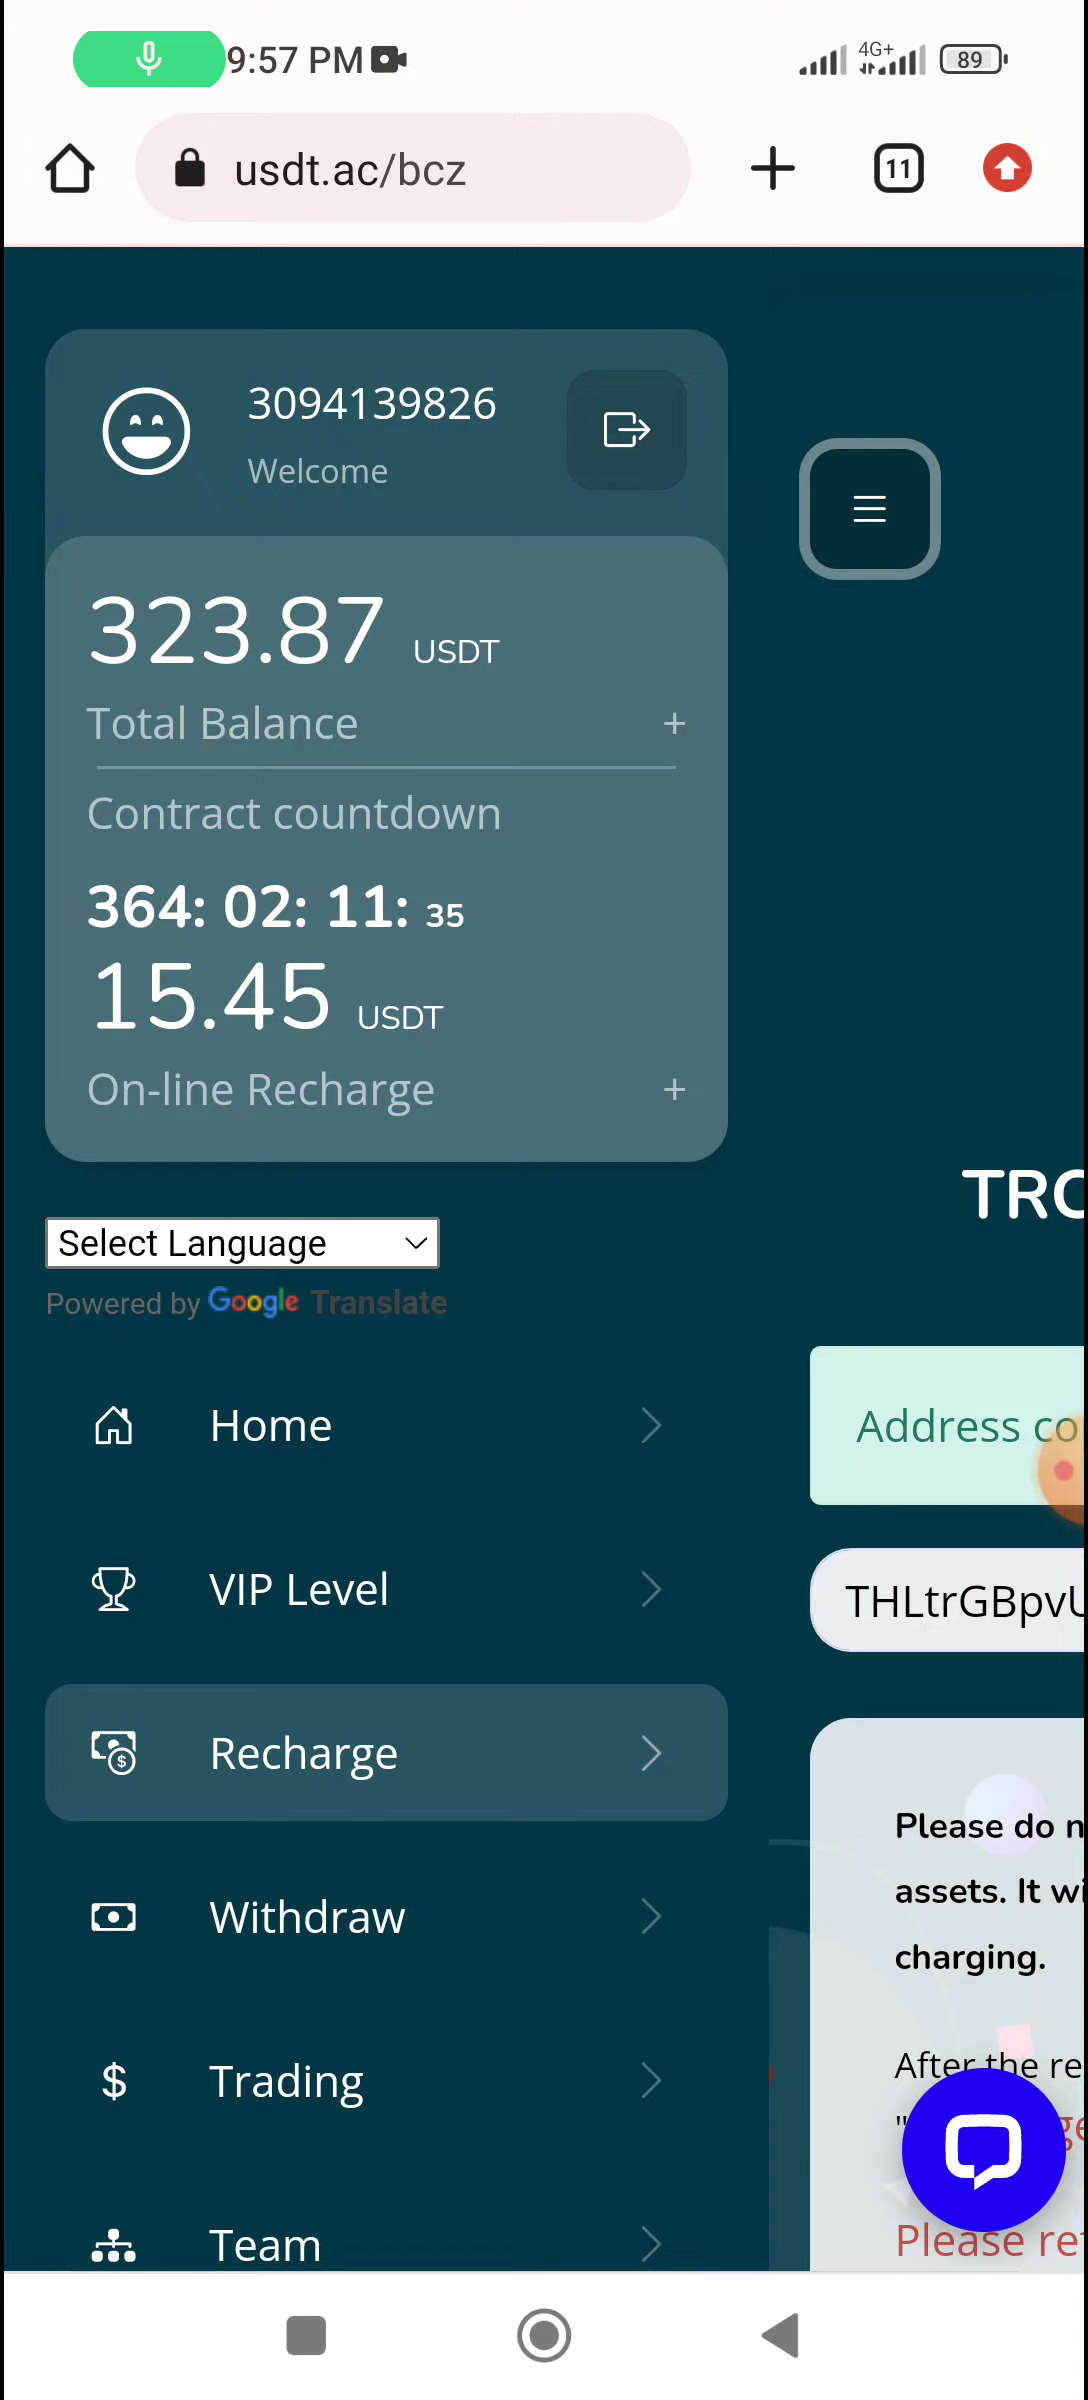 9:57 PM
4G+
89
usdt.ac/bcz
11
3094139826
Welcome
323.87 USDT
Total Balance +
Contract countdown
364: 02: 11: 35
15.45 USDT
On-line Recharge +
Select Language
Powered by Google Translate
Home
VIP Level
Recharge
Withdraw
$ Trading
Team
TRC
Address co
THLtrGBpvU
Please do n
assets. It wi
charging.
After the re
"
ge
Please re